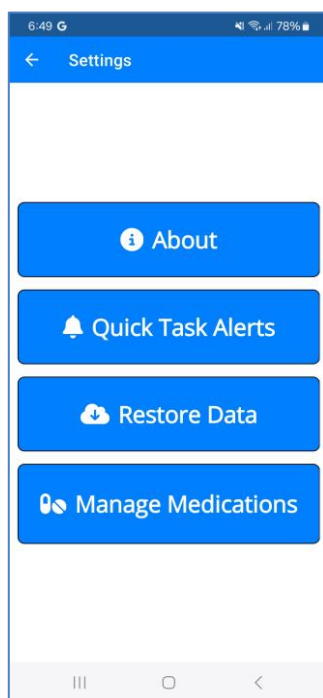 6:49 G 78%
Settings
About
Quick Task Alerts
Restore Data
Manage Medications